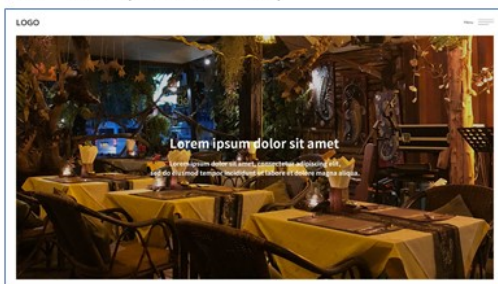 LOGO
Menu
Lorem ipsum dolor sit amet
Lorem ipsum dolor sit amet, consectetur adipiscing elit,
sed do eiusmod tempor incididunt ut labore et dolore magna aliqua.